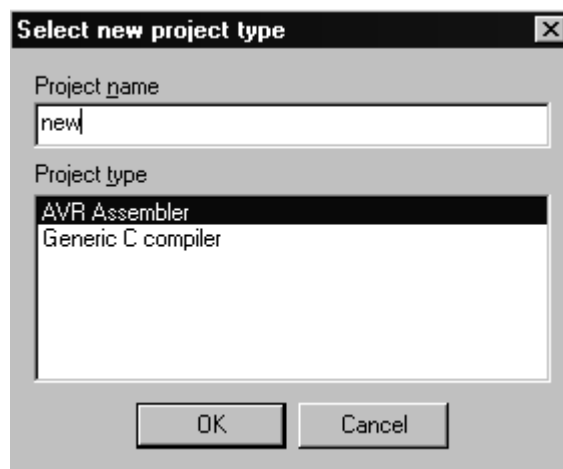 Select new project type
Project name
new
Project type
AVR Assembler
Generic C compiler
OK Cancel